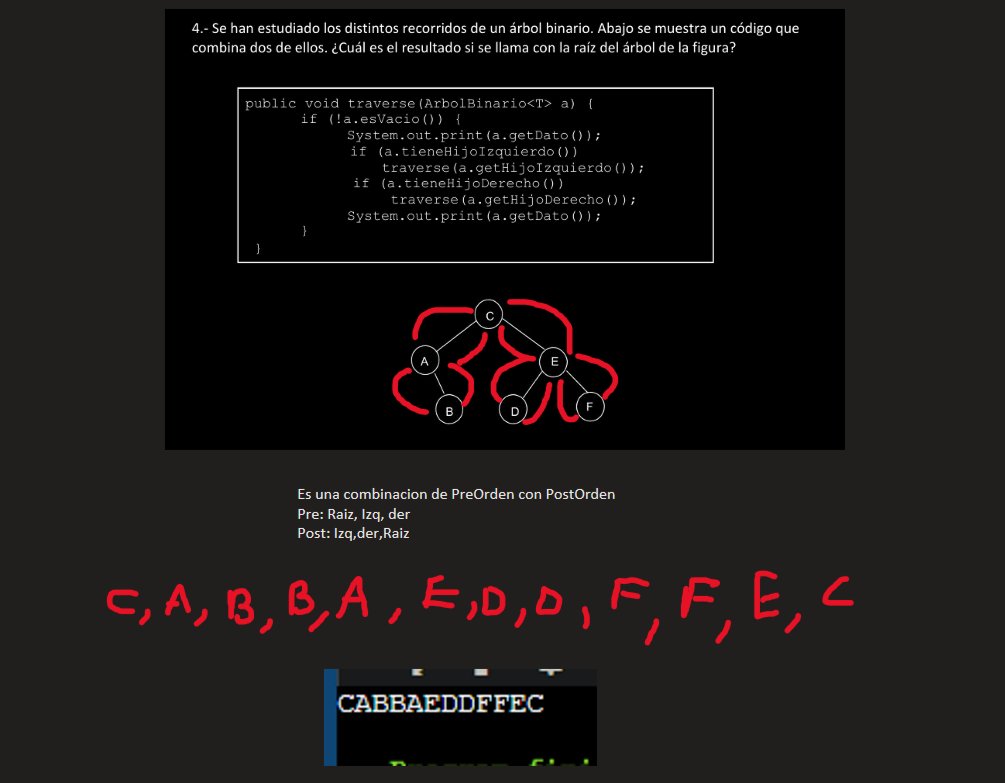 4.- Se han estudiado los distintos recorridos de un árbol binario. Abajo se muestra un código que
combina dos de ellos. ¿Cuál es el resultado si se llama con la raíz del árbol de la figura?
public void traverse(ArbolBinario<T> a) {
if (!a.esVacio()) {
System.out.print(a.getDato());
if (a.tieneHijoIzquierdo())
traverse(a.getHijoIzquierdo());
if (a.tieneHijoDerecho())
traverse(a.getHijoDerecho());
System.out.print(a.getDato());
}
}
C
A
E
B
D
F
Es una combinacion de PreOrden con PostOrden
Pre: Raiz, Izq, der
Post: Izq,der,Raiz
C, A, B, B, A, E, D, D, F, F, E, C
CABBAEDDFFEC